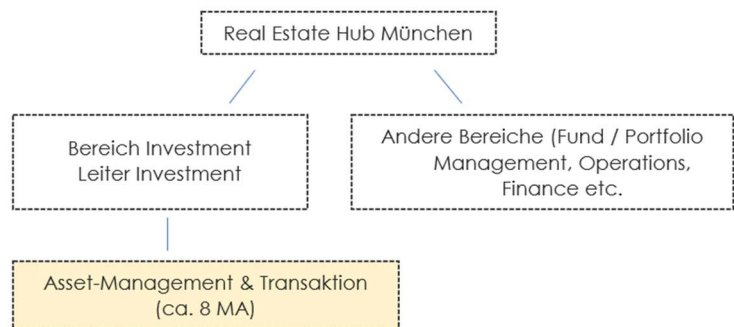 Real Estate Hub München
Bereich Investment
Leiter Investment
Andere Bereiche (Fund / Portfolio
Management, Operations,
Finance etc.
Asset-Management & Transaktion
(ca. 8 MA)